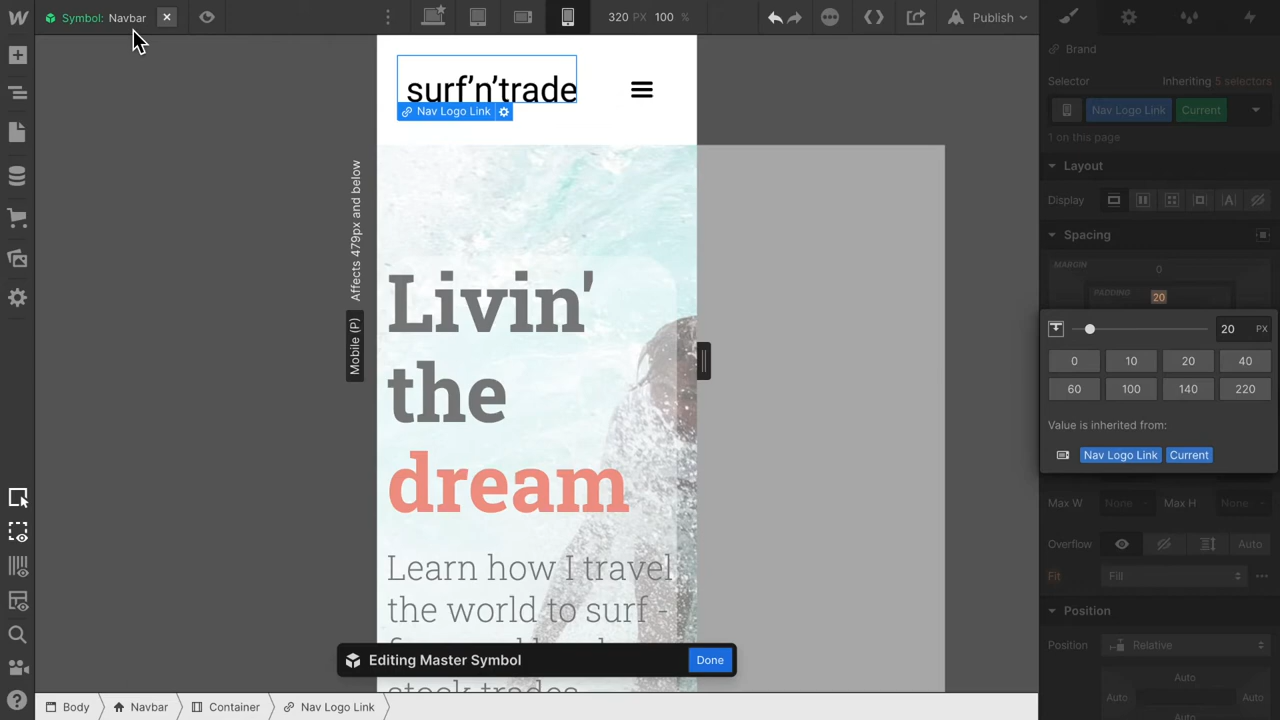 W Symbol: Navbar
320 PX 100 %
Publish
Brand
Selector Inheriting 5 selectors
Nav Logo Link Current
1 on this page
Layout
Display
Spacing
MARGIN 0
PADDING 20
20 PX
0 10 20 40
60 100 140 220
Value is inherited from:
Nav Logo Link Current
Max W None Max H None
Overflow Auto
Fit Fill
Position
Position Relative
Auto
Auto Auto
surf'n'trade
Nav Logo Link
Affects 479px and below
Mobile (P)
Livin'
the
dream
Learn how I travel
the world to surf -
stock trades
Editing Master Symbol Done
Body Navbar Container Nav Logo Link